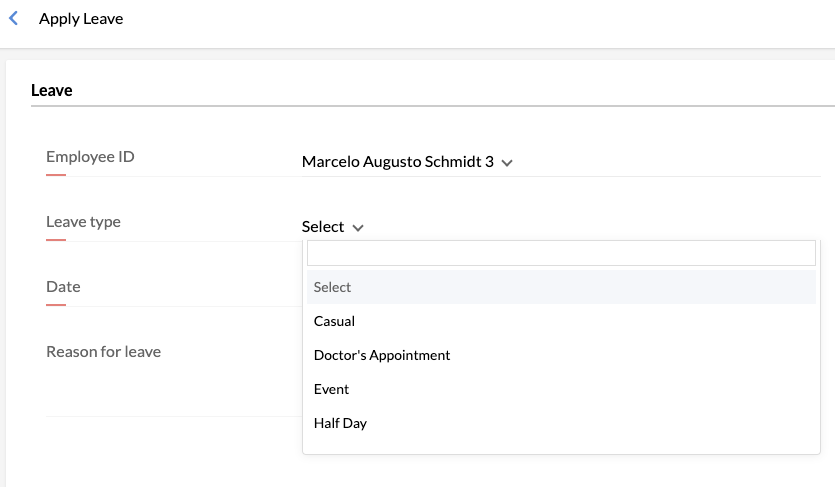 Apply Leave
Leave
Employee ID
Marcelo Augusto Schmidt 3
Leave type
Select
Select
Casual
Doctor's Appointment
Event
Half Day
Date
Reason for leave